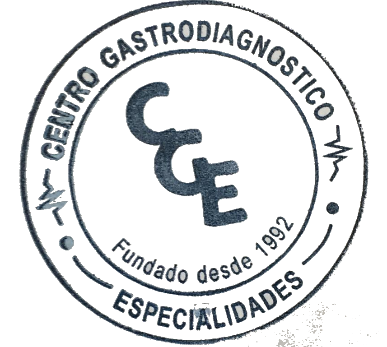 CENTRO GASTRODIAGNOSTICO
CGE
Fundado desde 1992
ESPECIALIDADES